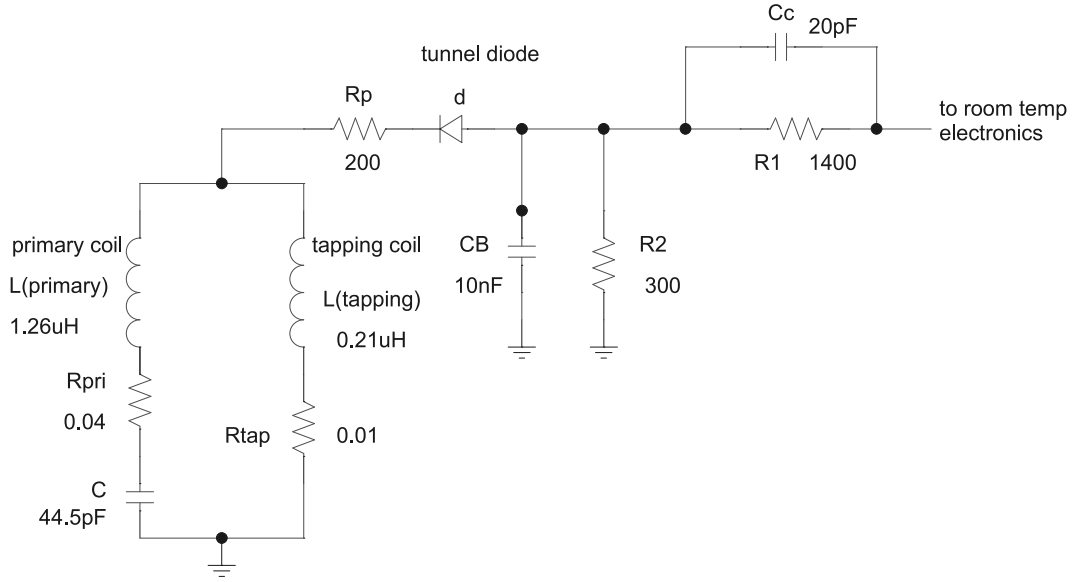 Cc
20pF
tunnel diode
Rp
d
to room temp
electronics
200
R1
1400
primary coil
tapping coil
CB
R2
L(primary)
L(tapping)
10nF
300
1.26uH
0.21uH
Rpri
0.04
Rtap
0.01
C
44.5pF